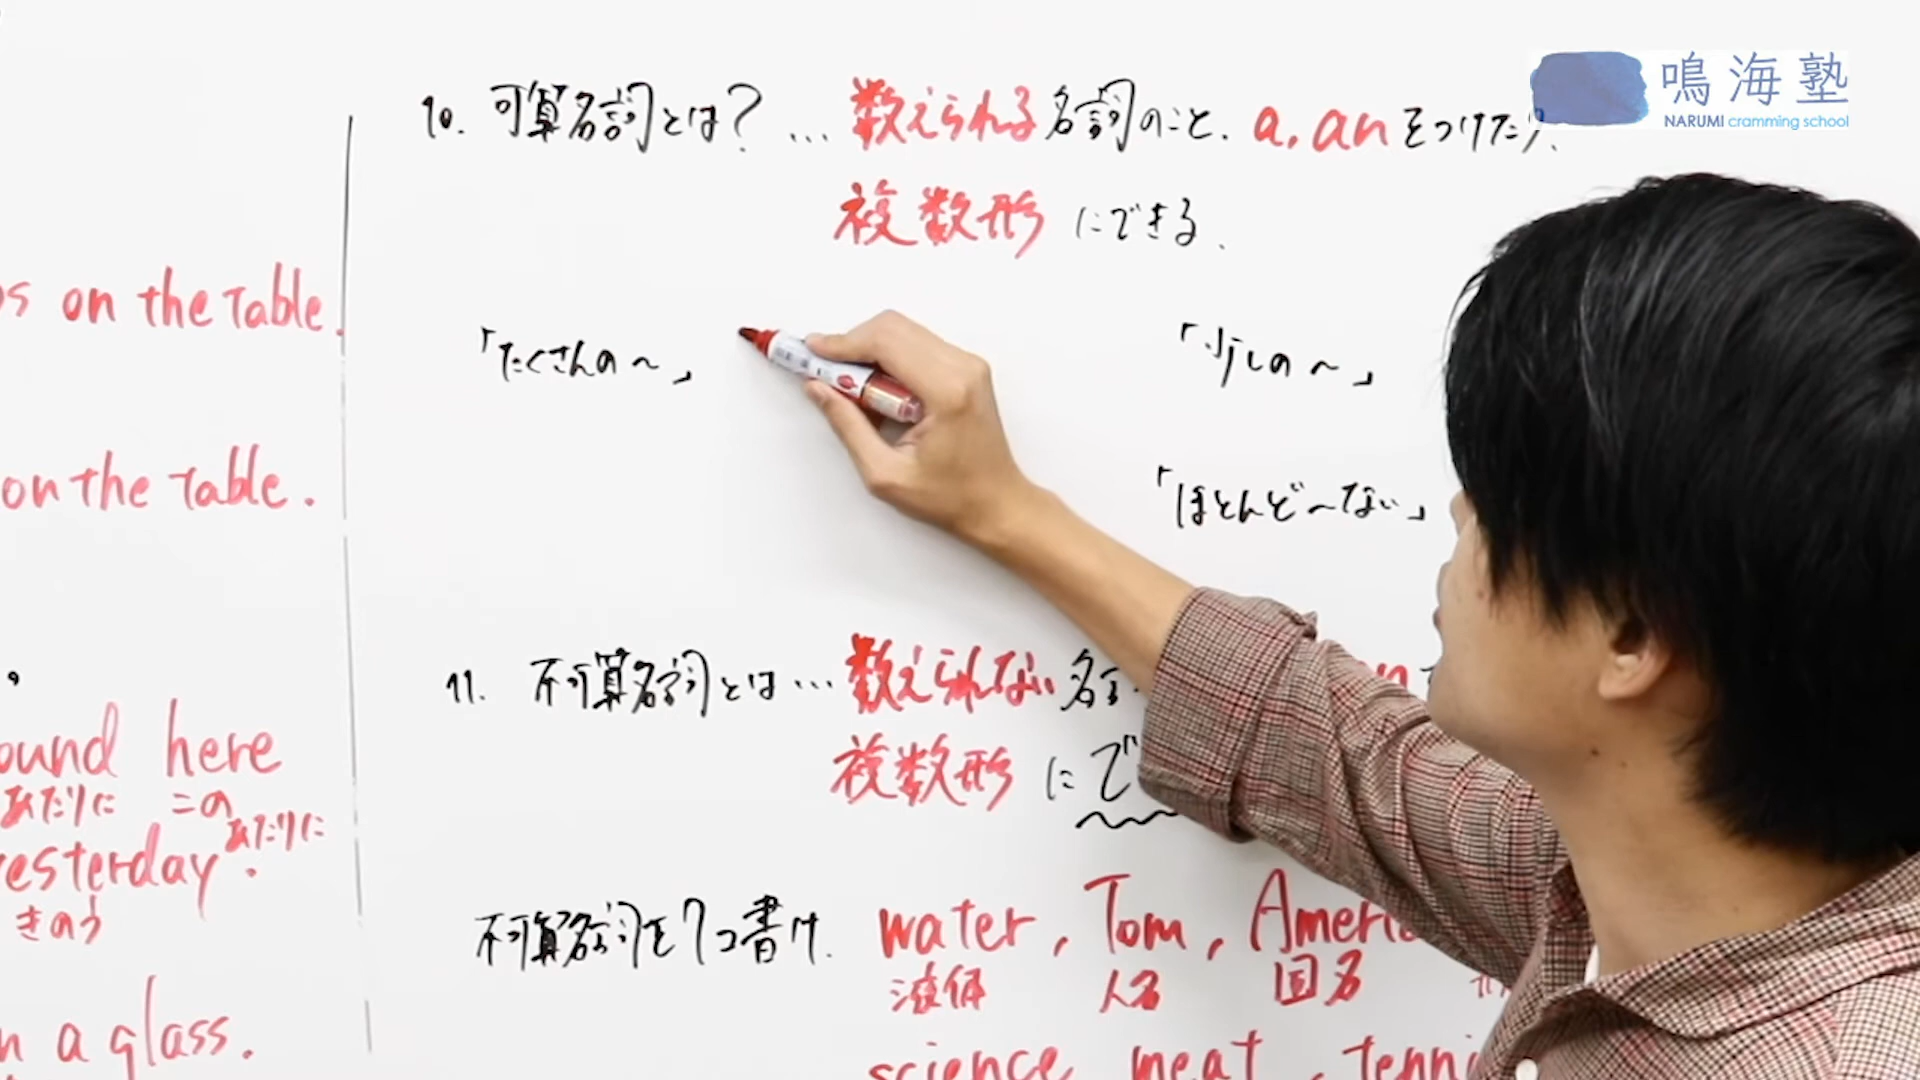 鳴海塾
NARUMI cramming school
10. 可算名詞とは? … 数えられる名詞のこと. a, an をつけたり.
複数形 にできる.
「たくさんの〜」
「少しの〜」
「ほとんど〜ない」
11. 不可算名詞とは… 数えられない 名
複数形 に で
不可算名詞を7つ書け. water, Tom, Ameri
液体 人名 国名
science, meat, tenni
on the table.
on the table.
ound here
あたりに この
あたりに
esterday.
きのう
n a glass.